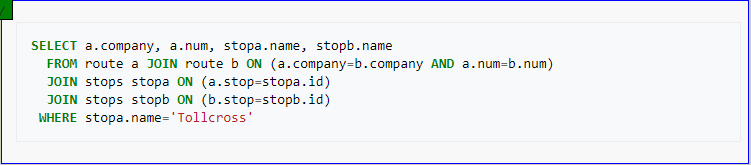 SELECT a.company, a.num, stopa.name, stopb.name
FROM route a JOIN route b ON (a.company=b.company AND a.num=b.num)
JOIN stops stopa ON (a.stop=stopa.id)
JOIN stops stopb ON (b.stop=stopb.id)
WHERE stopa.name='Tollcross'